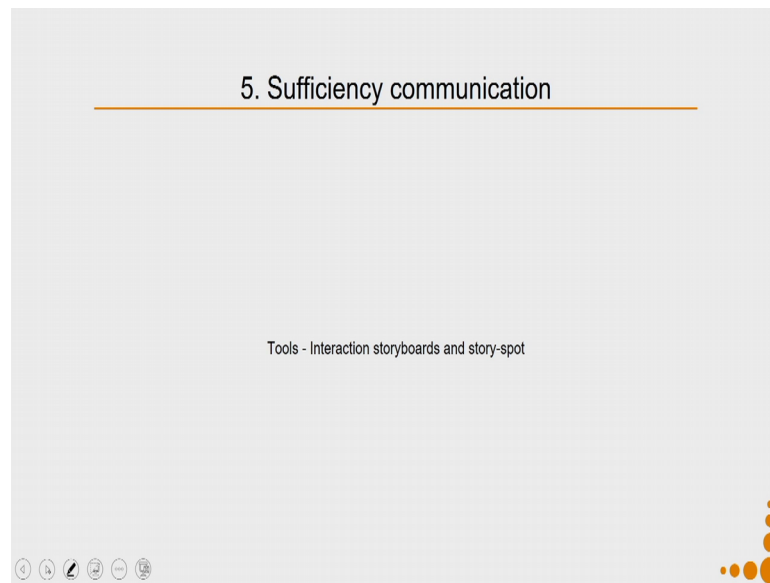 5. Sufficiency communication
Tools - Interaction storyboards and story-spot